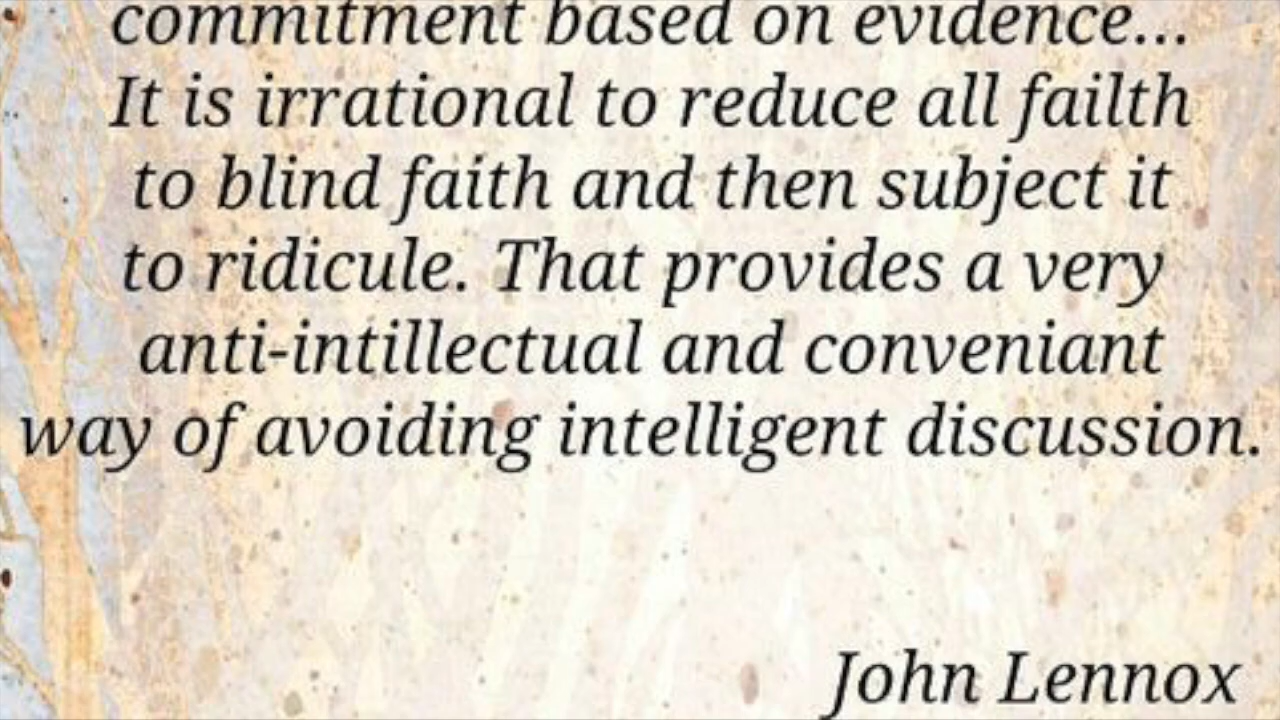 commitment based on evidence...
It is irrational to reduce all failth
to blind faith and then subject it
to ridicule. That provides a very
anti-intillectual and conveniant
way of avoiding intelligent discussion.
John Lennox